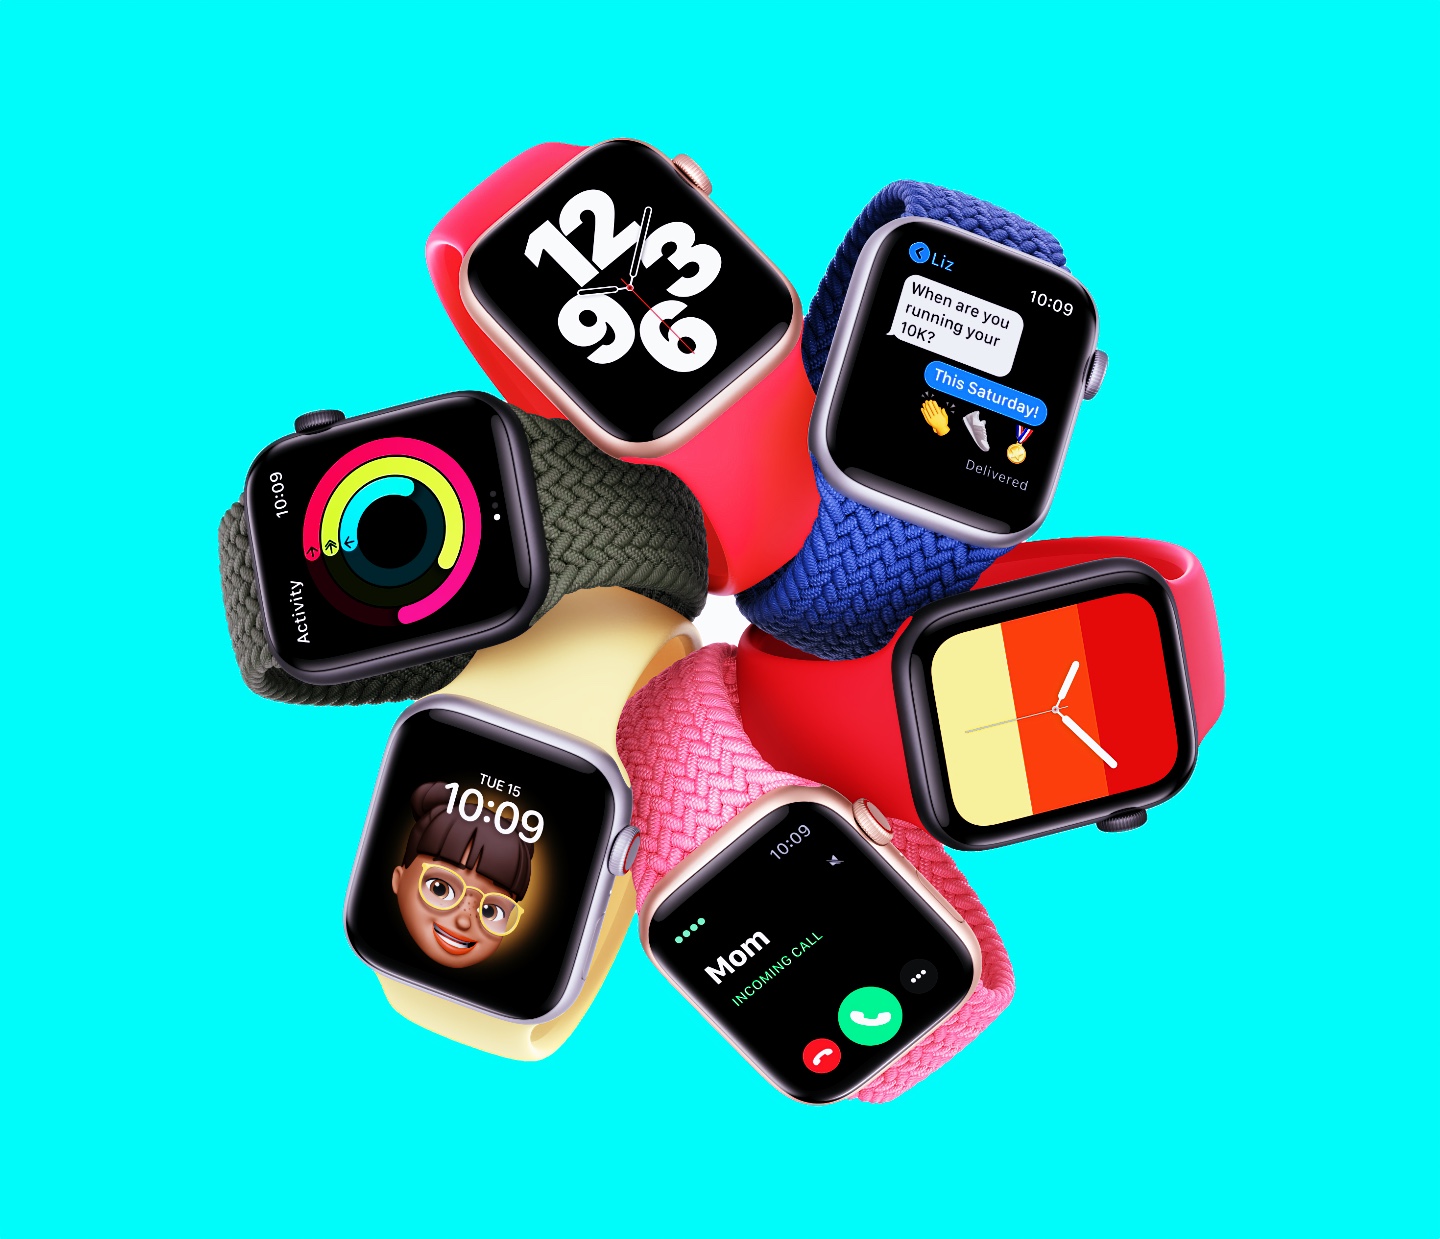 12
3
9
6
Liz
10:09
When are you
running your
10K?
This Saturday!
Delivered
10:09
Activity
TUE 15
10:09
10:09
Mom
INCOMING CALL